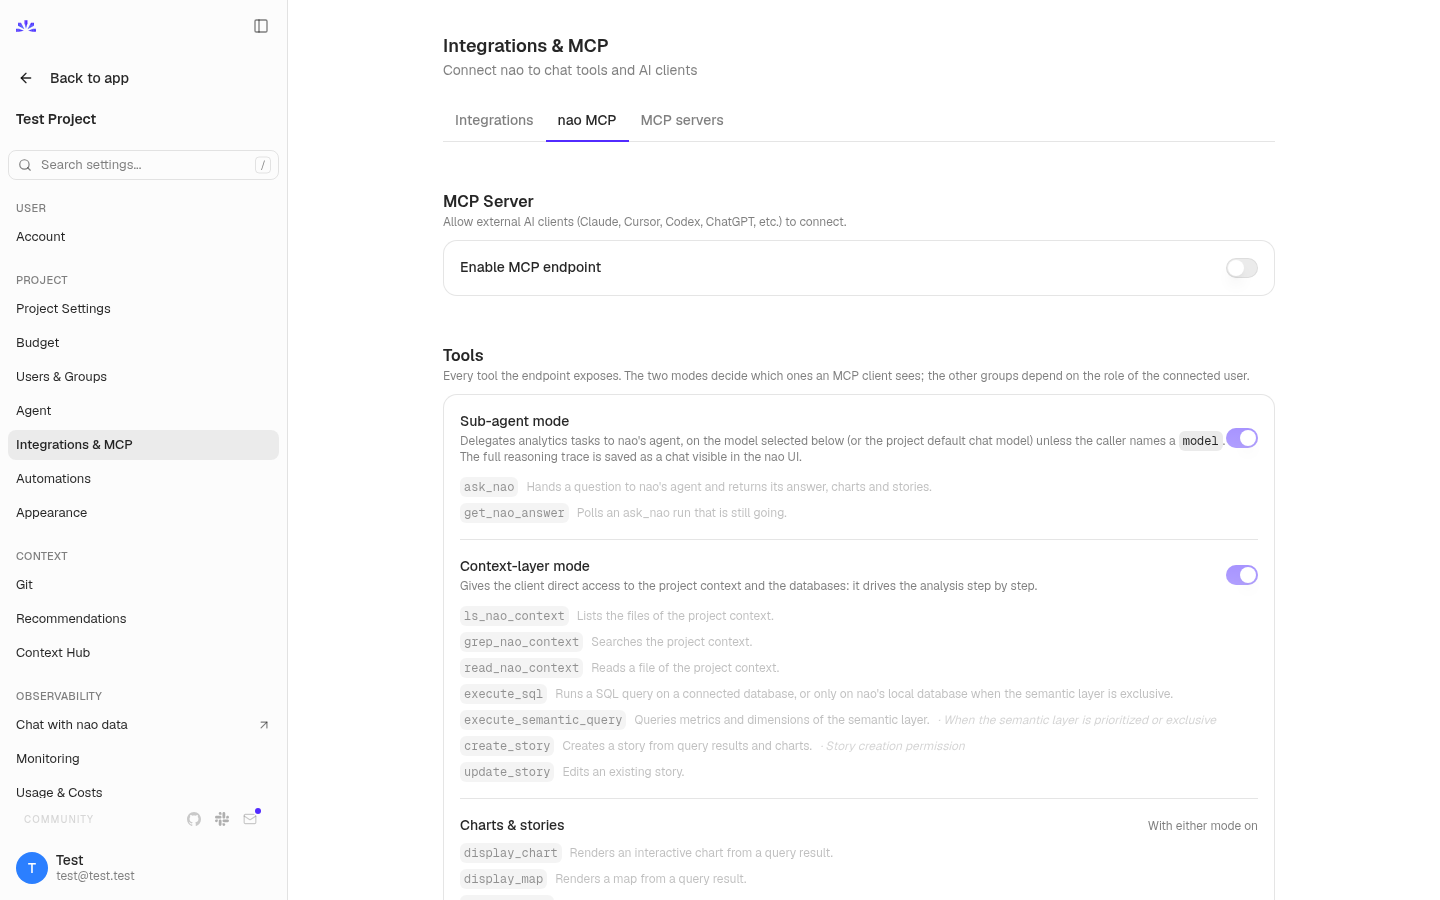 Back to app
Test Project
Search settings... /
USER
Account
PROJECT
Project Settings
Budget
Users & Groups
Agent
Integrations & MCP
Automations
Appearance
CONTEXT
Git
Recommendations
Context Hub
OBSERVABILITY
Chat with nao data
Monitoring
Usage & Costs
COMMUNITY
T
Test
test@test.test
Integrations & MCP
Connect nao to chat tools and AI clients
Integrations nao MCP MCP servers
MCP Server
Allow external AI clients (Claude, Cursor, Codex, ChatGPT, etc.) to connect.
Enable MCP endpoint
Tools
Every tool the endpoint exposes. The two modes decide which ones an MCP client sees; the other groups depend on the role of the connected user.
Sub-agent mode
Delegates analytics tasks to nao's agent, on the model selected below (or the project default chat model) unless the caller names a model.
The full reasoning trace is saved as a chat visible in the nao UI.
ask_nao Hands a question to nao's agent and returns its answer, charts and stories.
get_nao_answer Polls an ask_nao run that is still going.
Context-layer mode
Gives the client direct access to the project context and the databases: it drives the analysis step by step.
ls_nao_context Lists the files of the project context.
grep_nao_context Searches the project context.
read_nao_context Reads a file of the project context.
execute_sql Runs a SQL query on a connected database, or only on nao's local database when the semantic layer is exclusive.
execute_semantic_query Queries metrics and dimensions of the semantic layer. · When the semantic layer is prioritized or exclusive
create_story Creates a story from query results and charts. · Story creation permission
update_story Edits an existing story.
Charts & stories With either mode on
display_chart Renders an interactive chart from a query result.
display_map Renders a map from a query result.